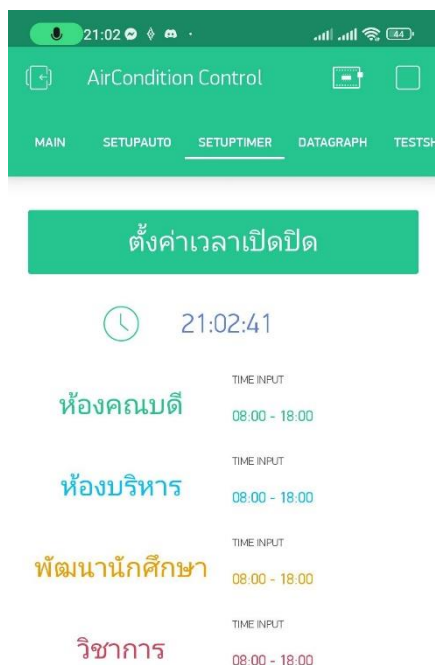 21:02
44
AirCondition Control
MAIN SETUPAUTO SETUPTIMER DATAGRAPH TESTSH
ตั้งค่าเวลาเปิดปิด
21:02:41
TIME INPUT
ห้องคณบดี
08:00 - 18:00
TIME INPUT
ห้องบริหาร
08:00 - 18:00
TIME INPUT
พัฒนานักศึกษา
08:00 - 18:00
TIME INPUT
วิชาการ
08:00 - 18:00